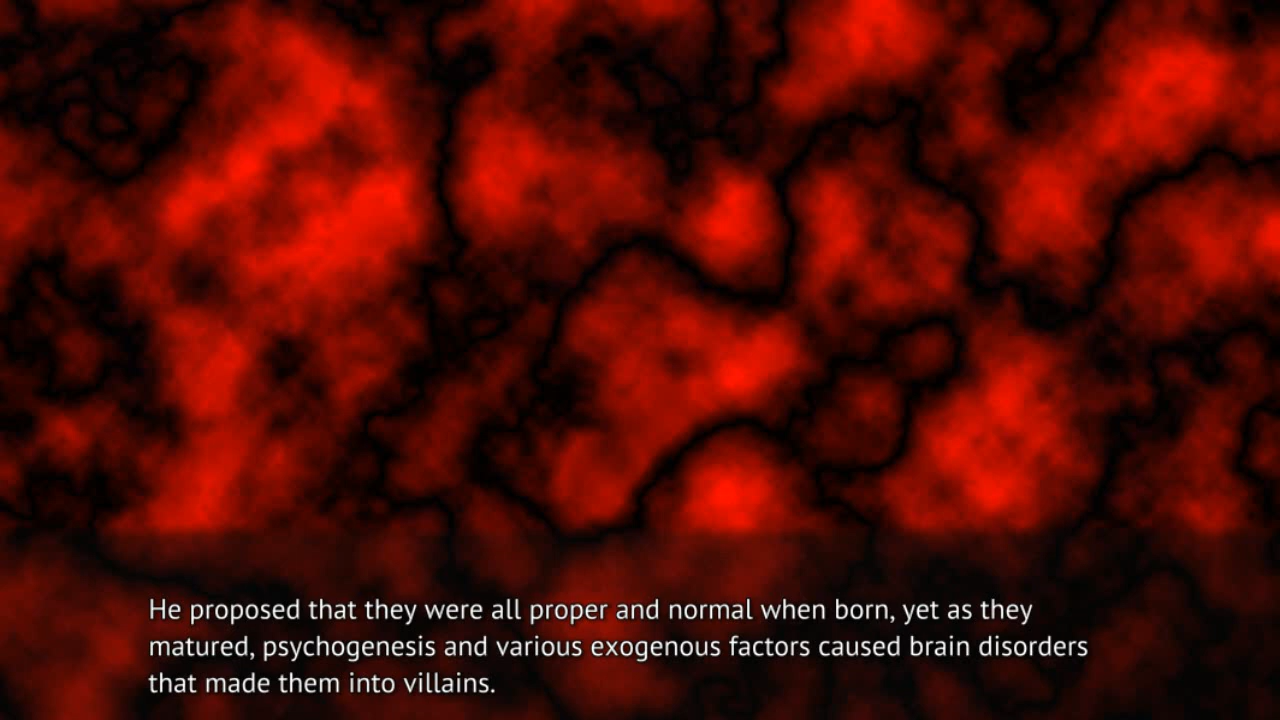 He proposed that they were all proper and normal when born, yet as they
matured, psychogenesis and various exogenous factors caused brain disorders
that made them into villains.